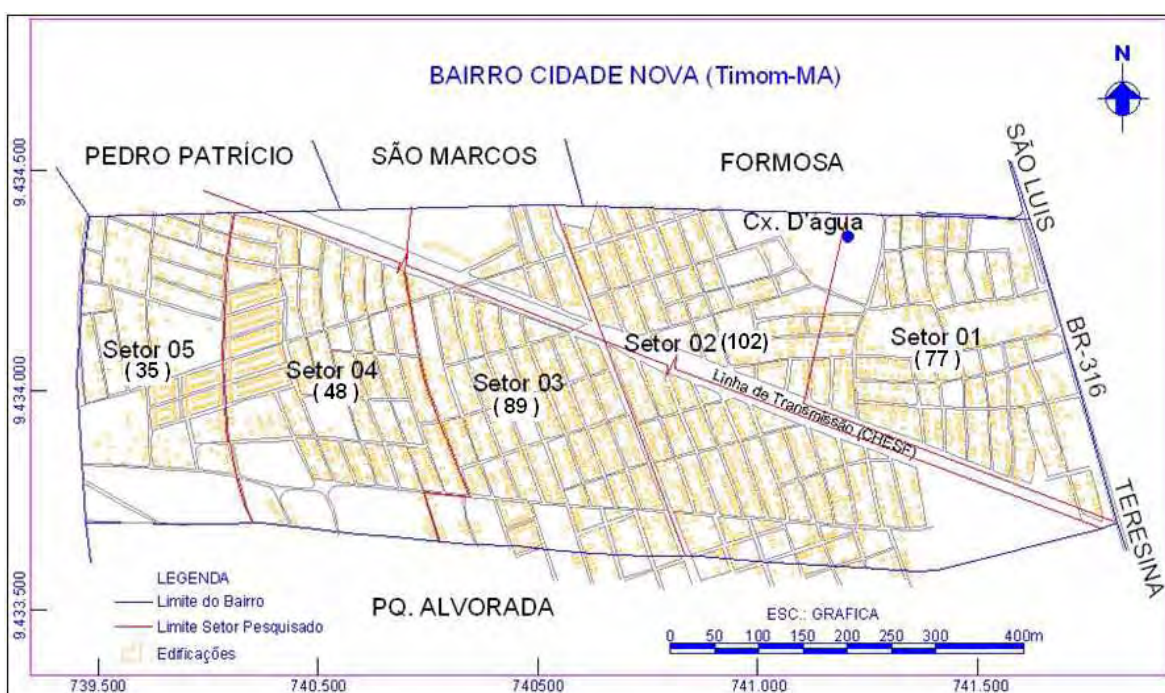 BAIRRO CIDADE NOVA (Timom-MA)
N
PEDRO PATRÍCIO
SÃO MARCOS
FORMOSA
SÃO LUIS
9.434.500
Cx. D'água
BR-316
Setor 05
(35)
Setor 04
(48)
Setor 03
(89)
Setor 02 (102)
Setor 01
(77)
9.434.000
Linha de Transmissão (CHESF)
TERESINA
9.433.500
LEGENDA
Limite do Bairro
Limite Setor Pesquisado
Edificações
PQ. ALVORADA
ESC.: GRAFICA
0 50 100 150 200 250 300 400m
739.500 740.500 740.500 741.000 741.500